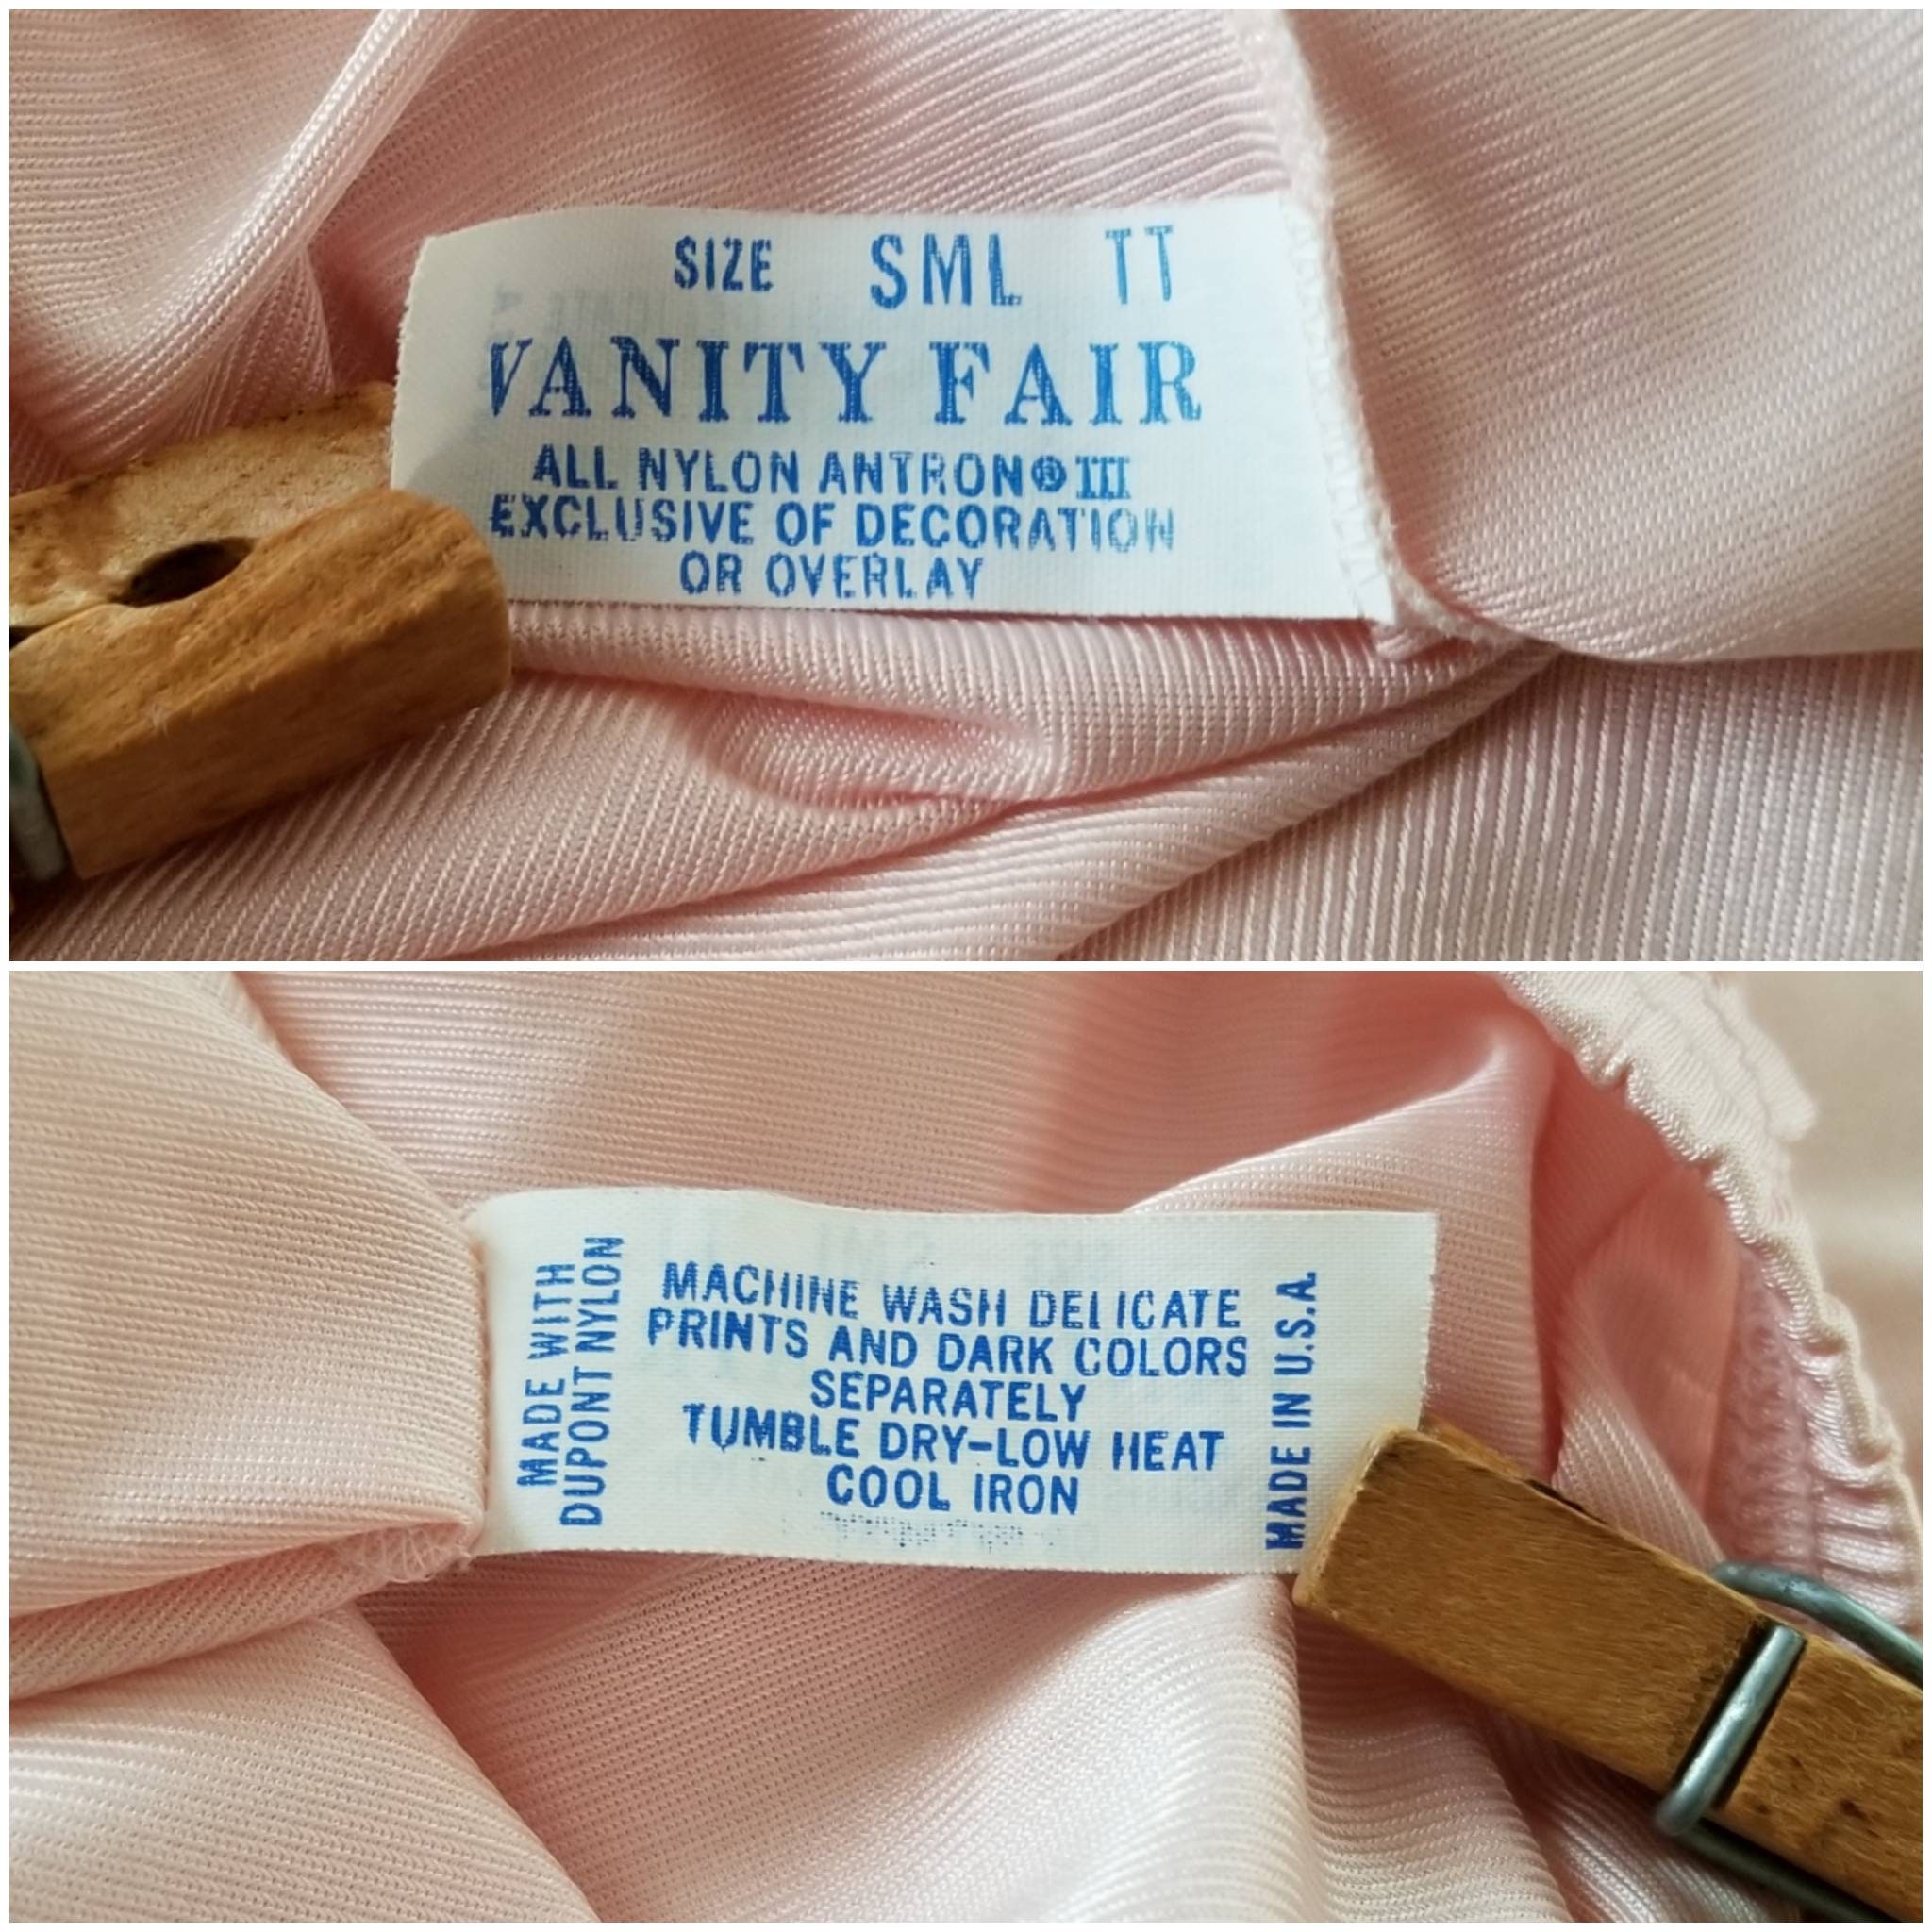 SIZE SML TT
VANITY FAIR
ALL NYLON ANTRON® III
EXCLUSIVE OF DECORATION
OR OVERLAY
MADE WITH
DUPONT NYLON
MACHINE WASH DELICATE
PRINTS AND DARK COLORS
SEPARATELY
TUMBLE DRY-LOW HEAT
COOL IRON
MADE IN U.S.A.